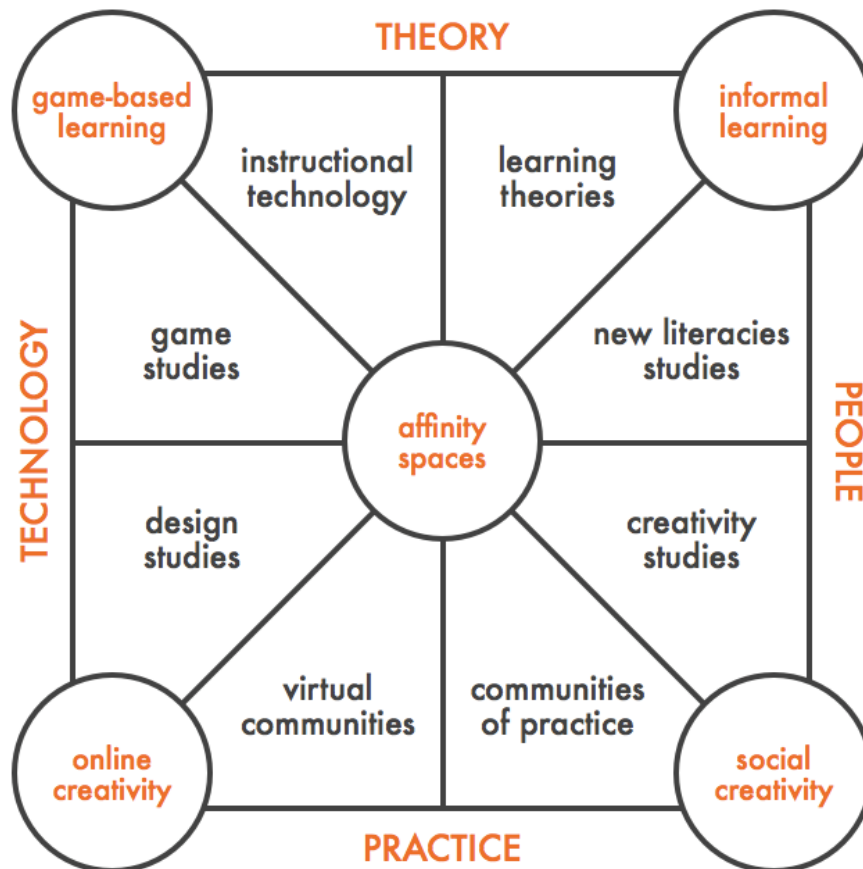 THEORY
game-based
learning
informal
learning
instructional
technology
learning
theories
game
studies
new literacies
studies
TECHNOLOGY
affinity
spaces
PEOPLE
design
studies
creativity
studies
virtual
communities
communities
of practice
online
creativity
social
creativity
PRACTICE